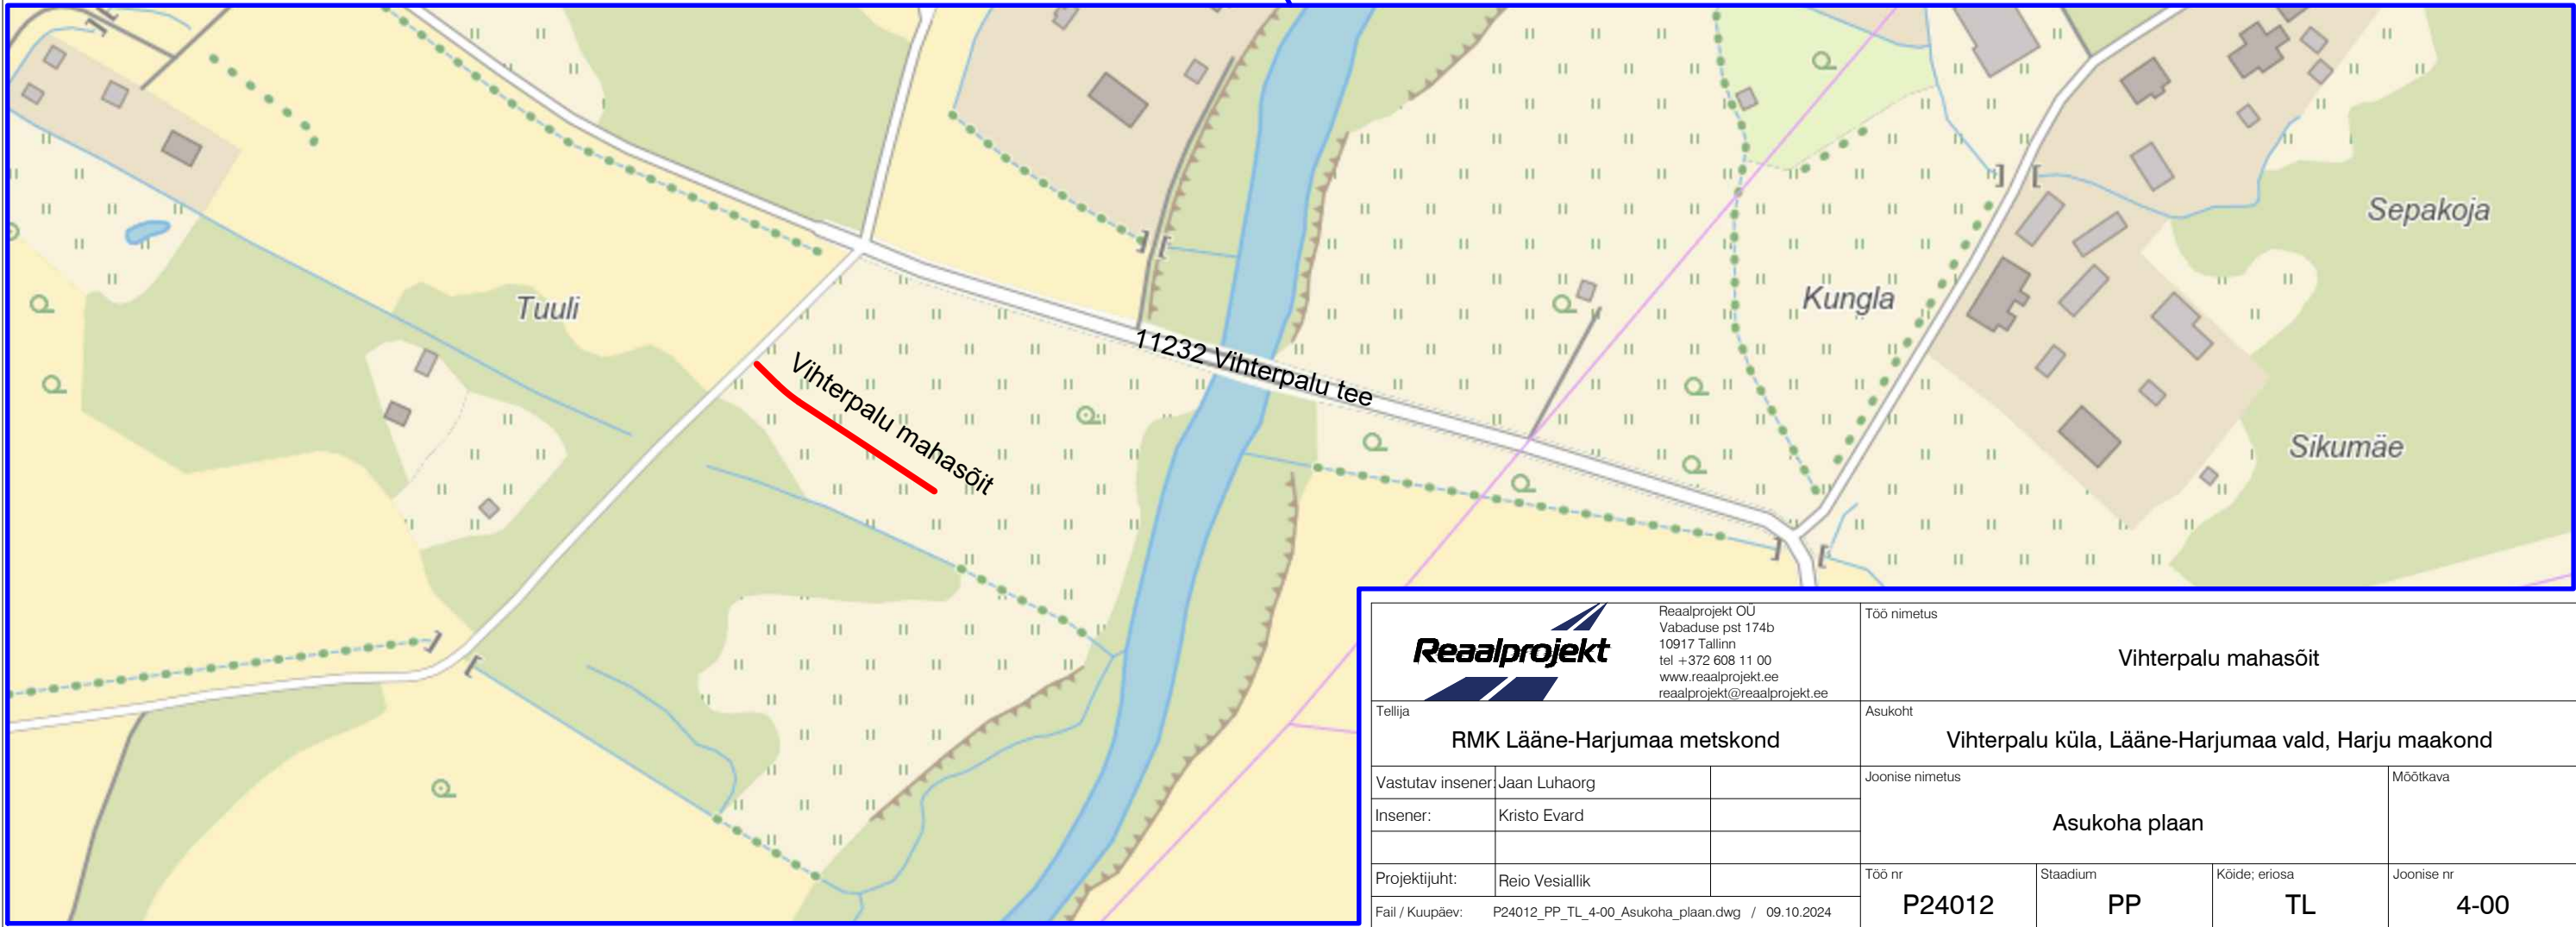 Sepakoja
Kungla
Tuuli
11232 Vihterpalu tee
Vihterpalu mahasõit
Sikumäe
Reaalprojekt
Reaalprojekt OÜ
Vabaduse pst 174b
10917 Tallinn
tel +372 608 11 00
www.reaalprojekt.ee
reaalprojekt@reaalprojekt.ee
Töö nimetus
Vihterpalu mahasõit
Tellija
RMK Lääne-Harjumaa metskond
Asukoht
Vihterpalu küla, Lääne-Harjumaa vald, Harju maakond
Vastutav insener: Jaan Luhaorg
Insener: Kristo Evard
Projektijuht: Reio Vesiallik
Fail / Kuupäev: P24012_PP_TL_4-00_Asukoha_plaan.dwg / 09.10.2024
Joonise nimetus
Asukoha plaan
Mõõtkava
Töö nr
P24012
Staadium
PP
Köide; eriosa
TL
Joonise nr
4-00